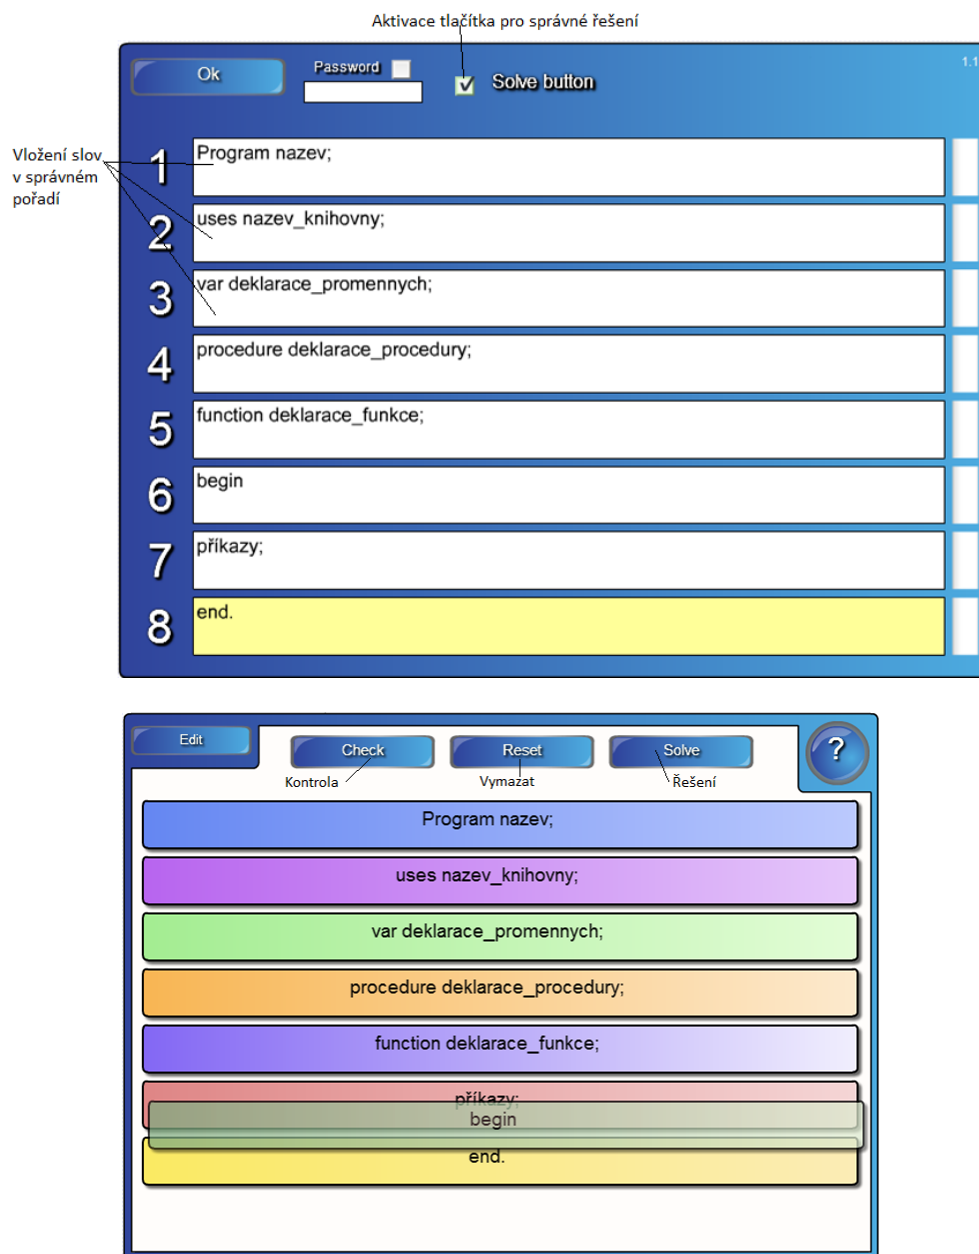 Aktivace tlačítka pro správné řešení
Ok
Password
Solve button
1.1
Vložení slov
v správném
pořadí
1
Program nazev;
2
uses nazev_knihovny;
3
var deklarace_promennych;
4
procedure deklarace_procedury;
5
function deklarace_funkce;
6
begin
7
příkazy;
8
end.
Edit
Check
Reset
Solve
?
Kontrola
Vymazat
Řešení
Program nazev;
uses nazev_knihovny;
var deklarace_promennych;
procedure deklarace_procedury;
function deklarace_funkce;
příkazy;
begin
end.